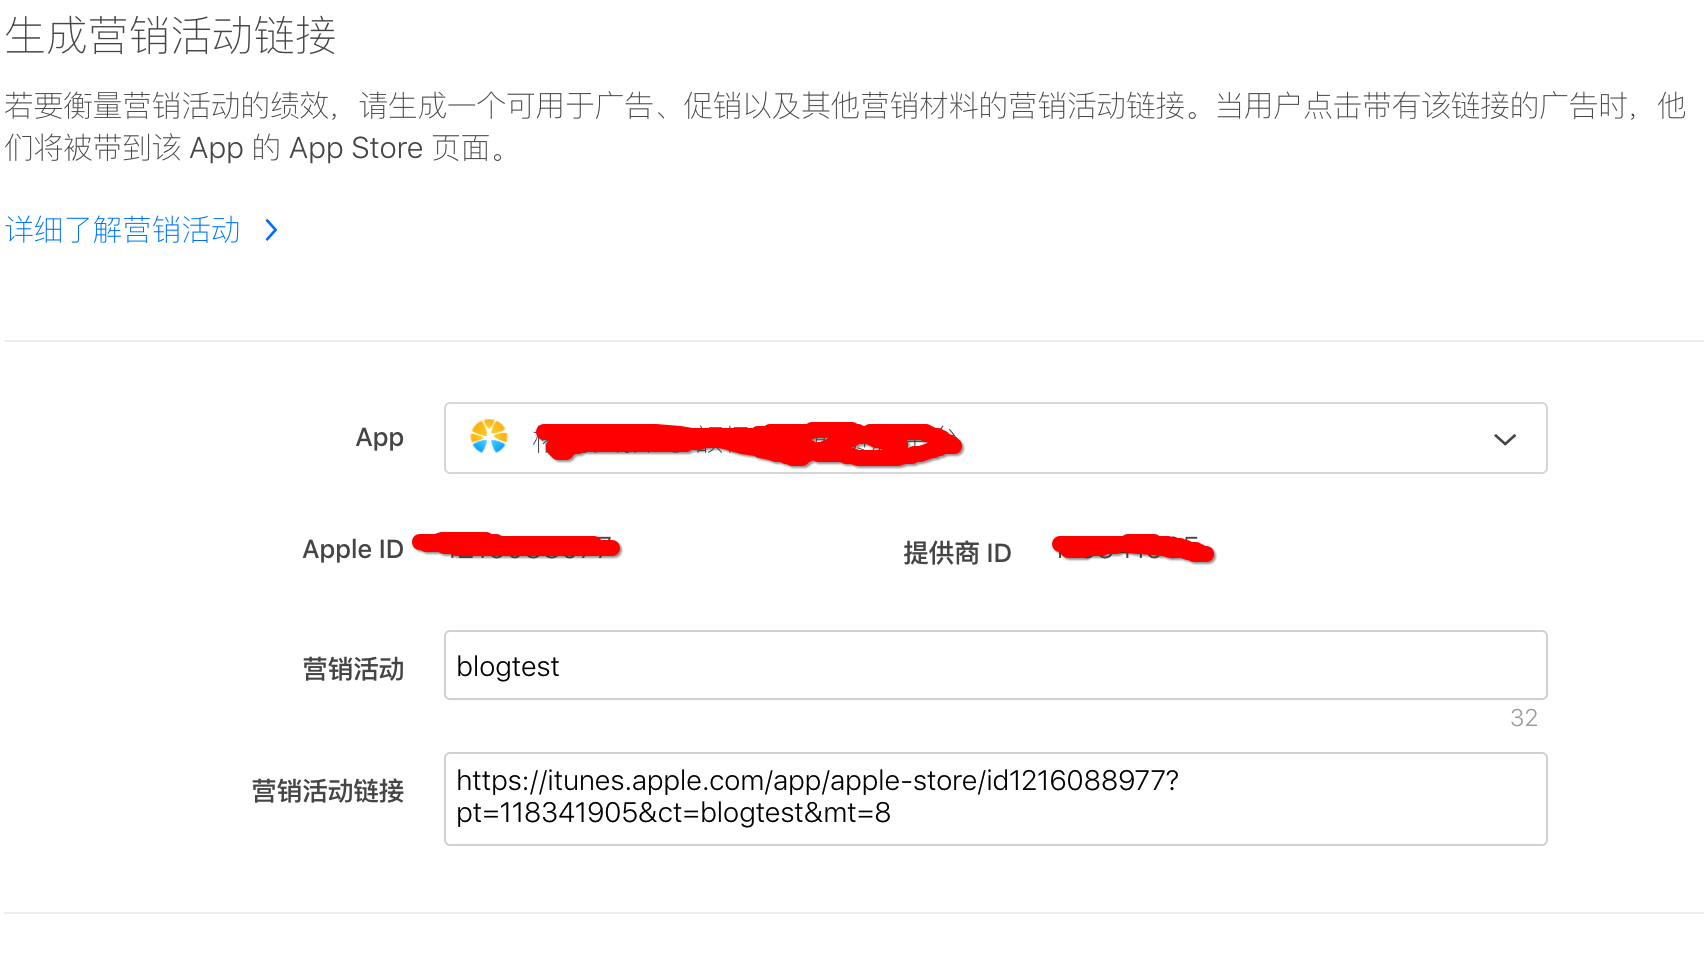 生成营销活动链接
若要衡量营销活动的绩效，请生成一个可用于广告、促销以及其他营销材料的营销活动链接。当用户点击带有该链接的广告时，他
们将被带到该 App 的 App Store 页面。
详细了解营销活动
App
Apple ID
提供商 ID
营销活动
blogtest
32
营销活动链接
https://itunes.apple.com/app/apple-store/id1216088977?
pt=118341905&ct=blogtest&mt=8